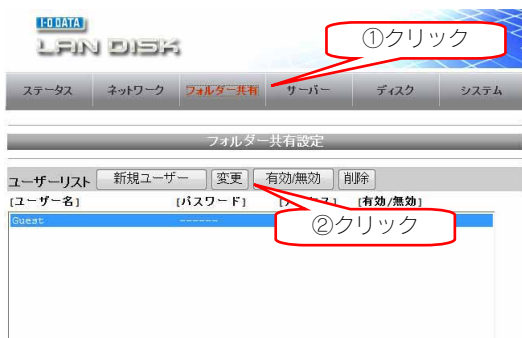 I-O DATA
LAN DISK
①クリック
ステータス ネットワーク フォルダー共有 サーバー ディスク システム
フォルダー共有設定
ユーザーリスト 新規ユーザー 変更 有効/無効 削除
[ユーザー名] [パスワード] [有効/無効]
Guest ------
②クリック